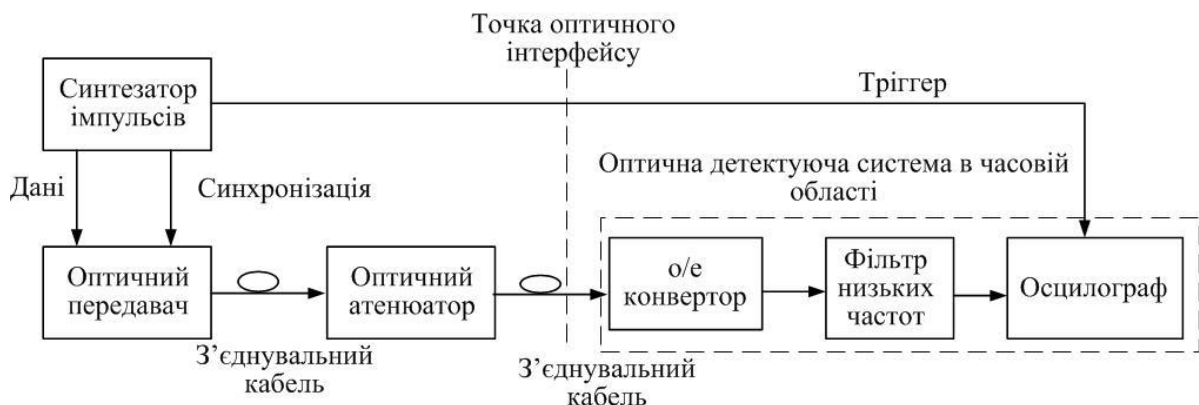 Точка оптичного
інтерфейсу
Синтезатор
імпульсів
Тріггер
Дані
Синхронізація
Оптична детектуюча система в часовій
області
Оптичний
передавач
Оптичний
атенюатор
о/е
конвертор
Фільтр
низьких
частот
Осцилограф
З’єднувальний
кабель
З’єднувальний
кабель